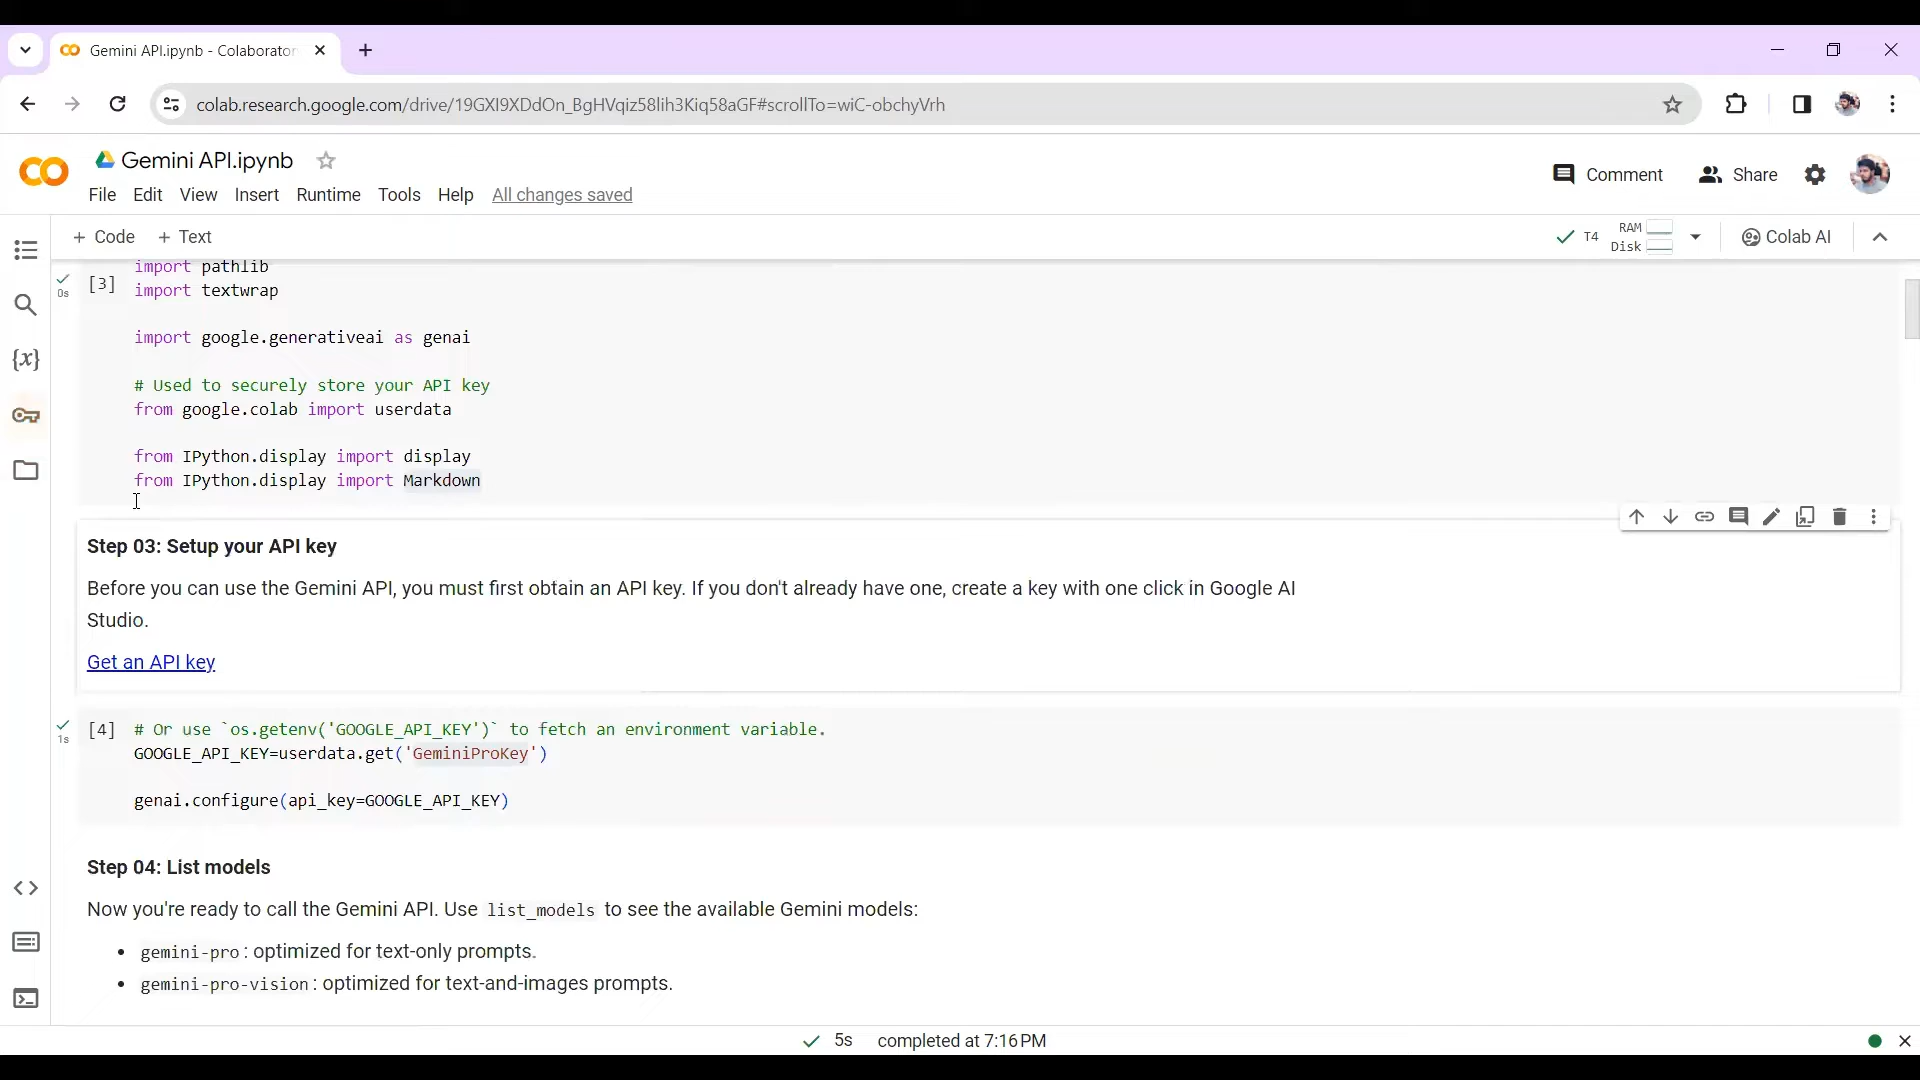 Gemini API.ipynb - Colaborator
colab.research.google.com/drive/19GXI9XDdOn_BgHVqiz58lih3Kiq58aGF#scrollTo=wiC-obchyVrh
Gemini API.ipynb
File Edit View Insert Runtime Tools Help All changes saved
Comment Share
+ Code + Text
T4 RAM Disk Colab AI
import pathlib
[3] import textwrap
0s
import google.generativeai as genai
# Used to securely store your API key
from google.colab import userdata
from IPython.display import display
from IPython.display import Markdown
Step 03: Setup your API key
Before you can use the Gemini API, you must first obtain an API key. If you don't already have one, create a key with one click in Google AI
Studio.
Get an API key
[4] # Or use `os.getenv('GOOGLE_API_KEY')` to fetch an environment variable.
1s
GOOGLE_API_KEY=userdata.get('GeminiProKey')
genai.configure(api_key=GOOGLE_API_KEY)
Step 04: List models
Now you're ready to call the Gemini API. Use list_models to see the available Gemini models:
• gemini-pro: optimized for text-only prompts.
• gemini-pro-vision: optimized for text-and-images prompts.
5s completed at 7:16 PM